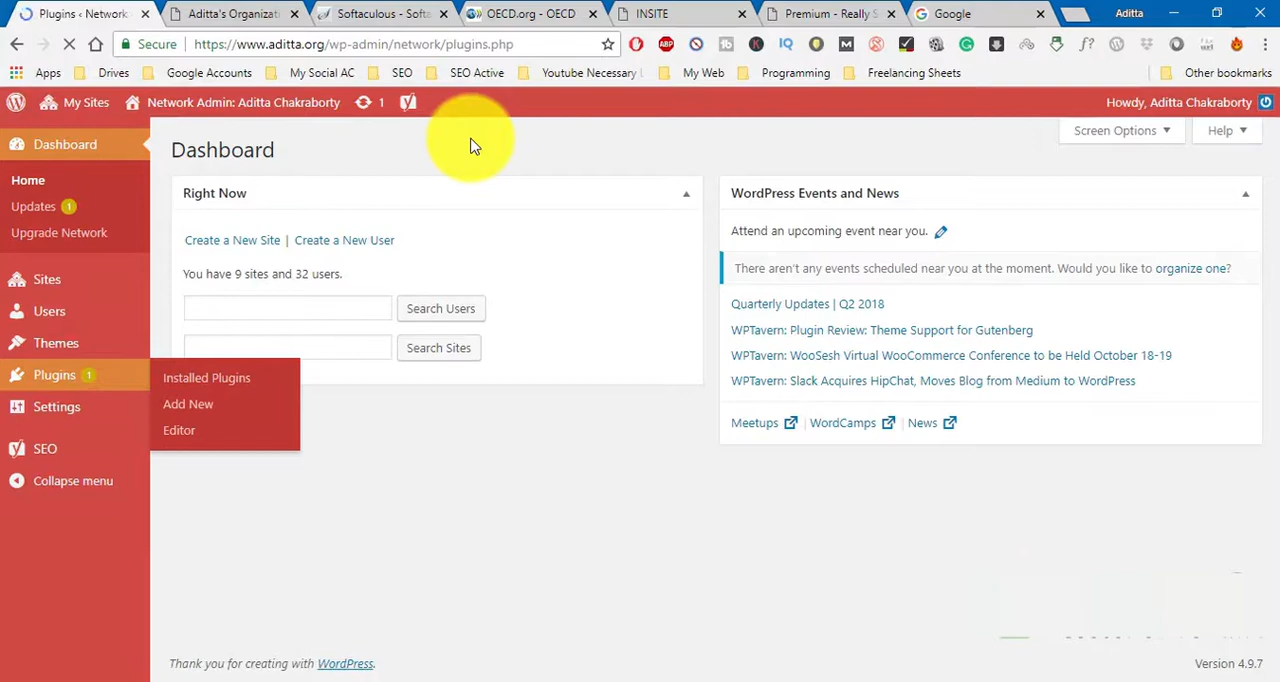 Plugins ‹ Network
Aditta's Organizati
Softaculous - Softa
OECD.org - OECD
INSITE
Premium - Really S
Google
Aditta
Secure
https://www.aditta.org/wp-admin/network/plugins.php
Apps
Drives
Google Accounts
My Social AC
SEO
SEO Active
Youtube Necessary
My Web
Programming
Freelancing Sheets
Other bookmarks
My Sites
Network Admin: Aditta Chakraborty
1
Howdy, Aditta Chakraborty
Dashboard
Home
Updates 1
Upgrade Network
Sites
Users
Themes
Plugins 1
Settings
SEO
Collapse menu
Installed Plugins
Add New
Editor
Dashboard
Screen Options
Help
Right Now
Create a New Site | Create a New User
You have 9 sites and 32 users.
Search Users
Search Sites
WordPress Events and News
Attend an upcoming event near you.
There aren't any events scheduled near you at the moment. Would you like to organize one?
Quarterly Updates | Q2 2018
WPTavern: Plugin Review: Theme Support for Gutenberg
WPTavern: WooSesh Virtual WooCommerce Conference to be Held October 18-19
WPTavern: Slack Acquires HipChat, Moves Blog from Medium to WordPress
Meetups | WordCamps | News
Thank you for creating with WordPress.
Version 4.9.7